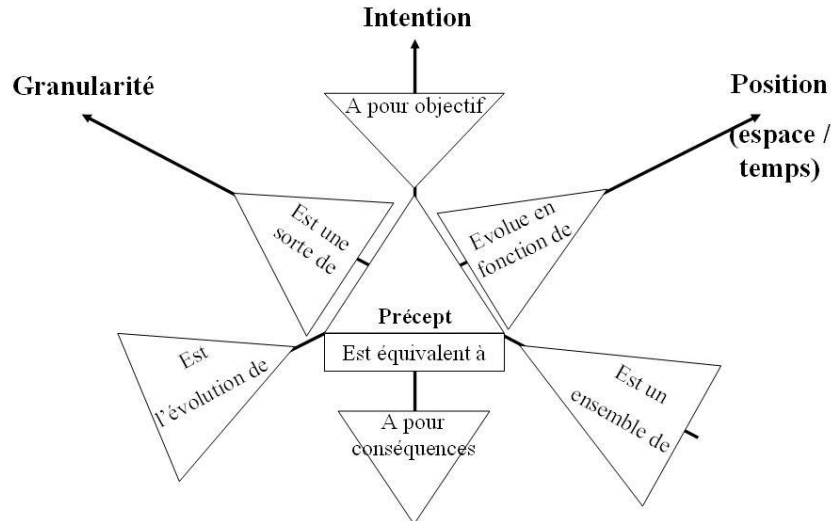 Intention
Granularité
Position
(espace /
temps)
A pour objectif
Est une
sorte de
Evolue en
fonction de
Précept
Est équivalent à
Est
l'évolution de
Est un
ensemble de
A pour
conséquences